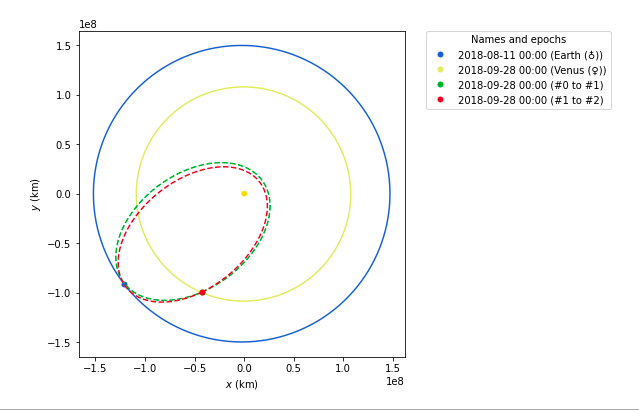 1e8
Names and epochs
2018-08-11 00:00 (Earth (♁))
2018-09-28 00:00 (Venus (♀))
2018-09-28 00:00 (#0 to #1)
2018-09-28 00:00 (#1 to #2)
1.5
1.0
0.5
0.0
−0.5
−1.0
−1.5
y (km)
−1.5 −1.0 −0.5 0.0 0.5 1.0 1.5
x (km)
1e8